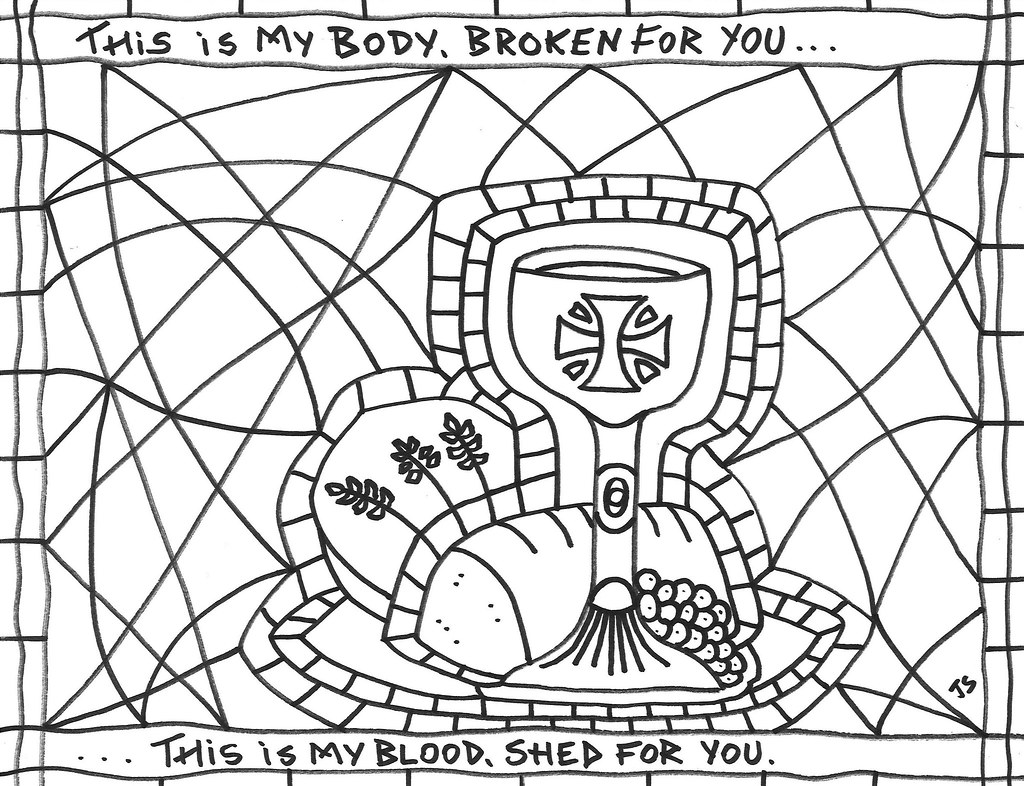 THiS iS MY BODY. BROKEN FOR YOU...
JS
...THiS iS MY BLOOD. SHED FOR YOU.